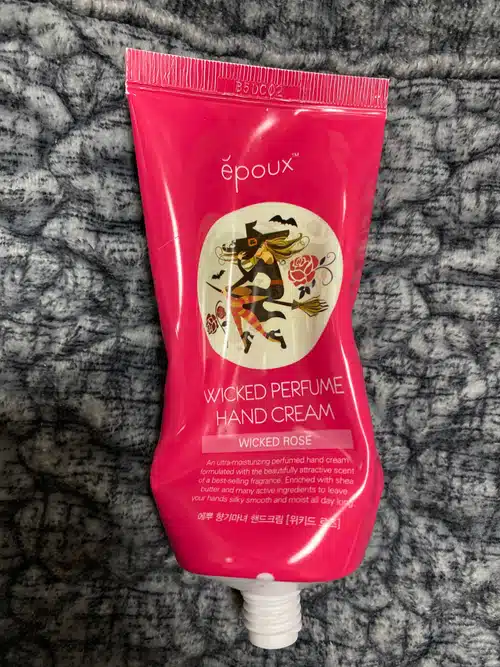 B5DC02
ĕpoux™
WICKED PERFUME
HAND CREAM
WICKED ROSE
An ultra-moisturizing perfumed hand cream
formulated with the beautifully attractive scent
of a best-selling fragrance. Enriched with shea
butter and many active ingredients to leave
your hands silky smooth and moist all day long.
에뿌 향기마녀 핸드크림 [위키드 로즈]